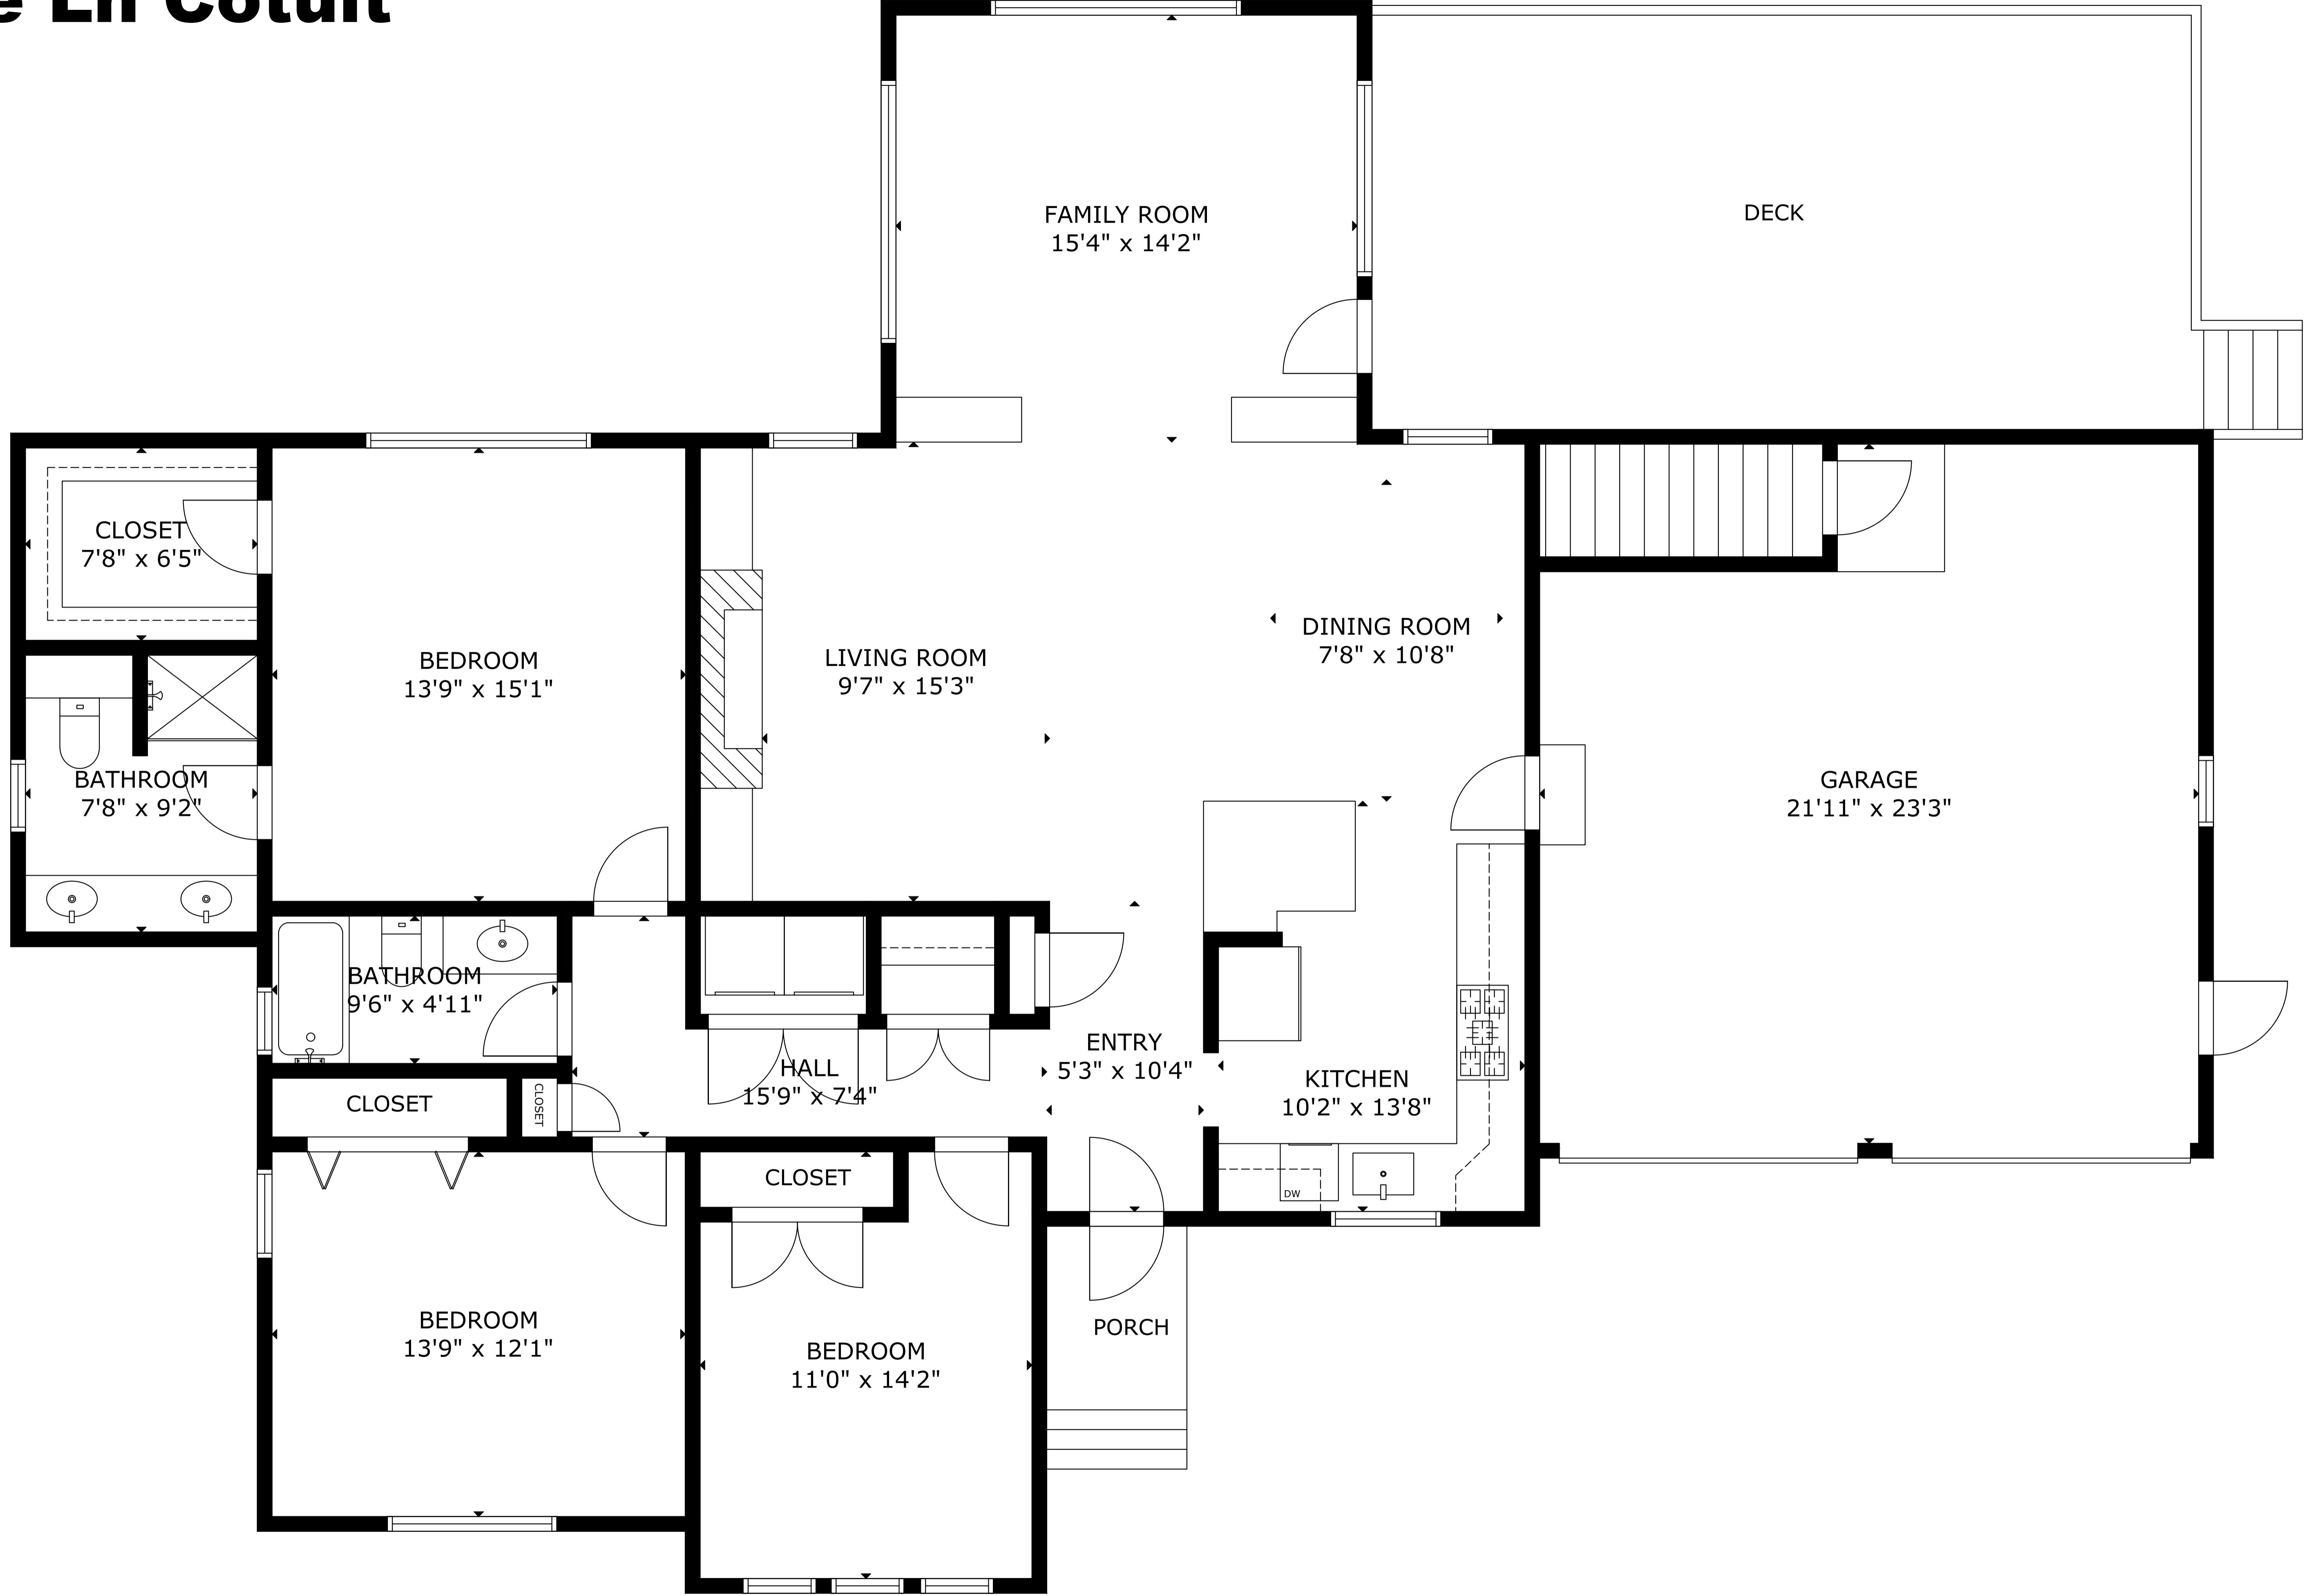 Ln Cotuit
FAMILY ROOM
15'4" x 14'2"
DECK
CLOSET
7'8" x 6'5"
BEDROOM
13'9" x 15'1"
LIVING ROOM
9'7" x 15'3"
DINING ROOM
7'8" x 10'8"
BATHROOM
7'8" x 9'2"
GARAGE
21'11" x 23'3"
BATHROOM
9'6" x 4'11"
HALL
15'9" x 7'4"
ENTRY
5'3" x 10'4"
KITCHEN
10'2" x 13'8"
CLOSET
CLOSET
CLOSET
DW
BEDROOM
13'9" x 12'1"
BEDROOM
11'0" x 14'2"
PORCH